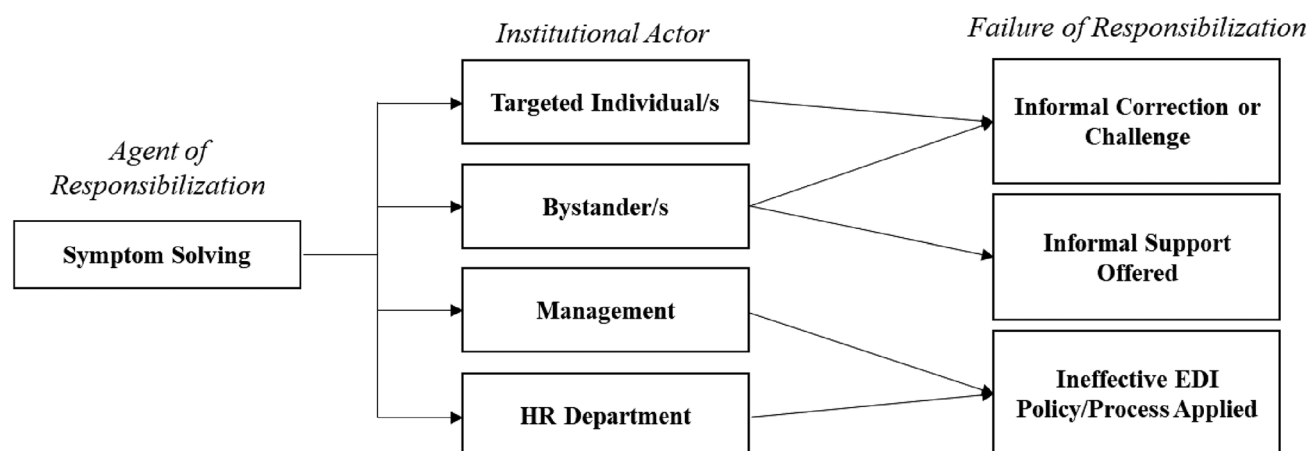 Agent of
Responsibilization
Symptom Solving
Institutional Actor
Targeted Individual/s
Bystander/s
Management
HR Department
Failure of Responsibilization
Informal Correction or
Challenge
Informal Support
Offered
Ineffective EDI
Policy/Process Applied